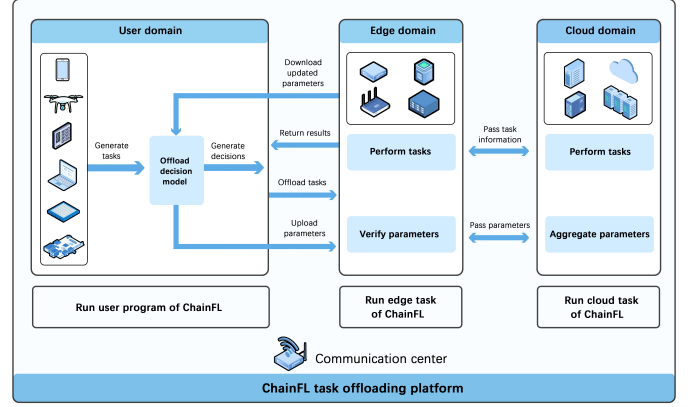 User domain
Edge domain
Cloud domain
Download
updated
parameters
Generate
tasks
Offload
decision
model
Generate
decisions
Return results
Perform tasks
Pass task
information
Perform tasks
Offload tasks
Upload
parameters
Verify parameters
Pass parameters
Aggregate parameters
Run user program of ChainFL
Run edge task
of ChainFL
Run cloud task
of ChainFL
Communication center
ChainFL task offloading platform